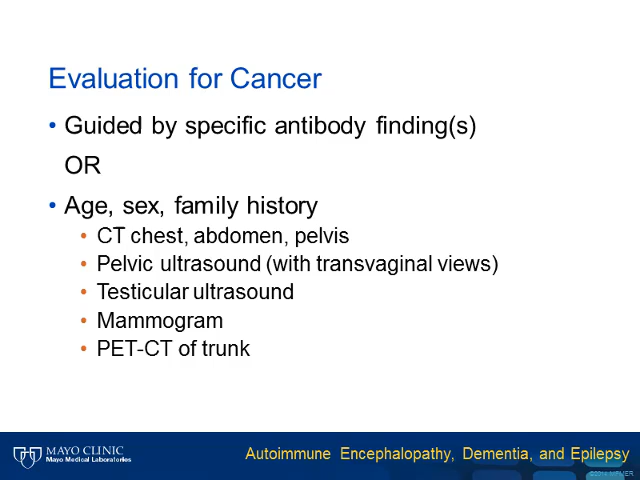 Evaluation for Cancer
• Guided by specific antibody finding(s)
OR
• Age, sex, family history
• CT chest, abdomen, pelvis
• Pelvic ultrasound (with transvaginal views)
• Testicular ultrasound
• Mammogram
• PET-CT of trunk
MAYO CLINIC
Mayo Medical Laboratories
Autoimmune Encephalopathy, Dementia, and Epilepsy
MFMER